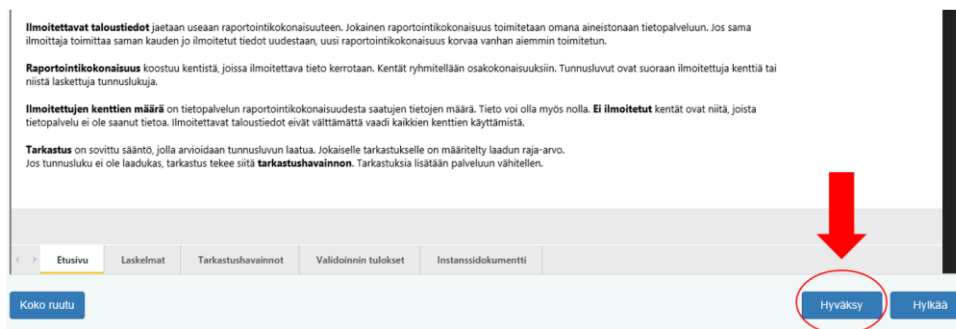 Ilmoitettavat taloustiedot jaetaan useaan raportointikokonaisuuteen. Jokainen raportointikokonaisuus toimitetaan omana aineistonaan tietopalveluun. Jos sama
ilmoittaja toimittaa saman kauden jo ilmoitetut tiedot uudestaan, uusi raportointikokonaisuus korvaa vanhan aiemmin toimitetun.
Raportointikokonaisuus koostuu kentistä, joissa ilmoitettava tieto kerrotaan. Kentät ryhmitellään osakokonaisuuksiin. Tunnusluvut ovat suoraan ilmoitettuja kenttiä tai
niistä laskettuja tunnuslukuja.
Ilmoitettujen kenttien määrä on tietopalvelun raportointikokonaisuudesta saatujen tietojen määrä. Tieto voi olla myös nolla. Ei ilmoitetut kentät ovat niitä, joista
tietopalvelu ei ole saanut tietoa. Ilmoitettavat taloustiedot eivät välttämättä vaadi kaikkien kenttien käyttämistä.
Tarkastus on sovittu sääntö, jolla arvioidaan tunnusluvun laatua. Jokaiselle tarkastukselle on määritelty laadun raja-arvo.
Jos tunnusluku ei ole laadukas, tarkastus tekee siitä tarkastushavainnon. Tarkastuksia lisätään palveluun vähitellen.
Etusivu Laskelmat Tarkastushavainnot Validoinnin tulokset Instanssidokumentti
Koko ruutu Hyväksy Hylkää